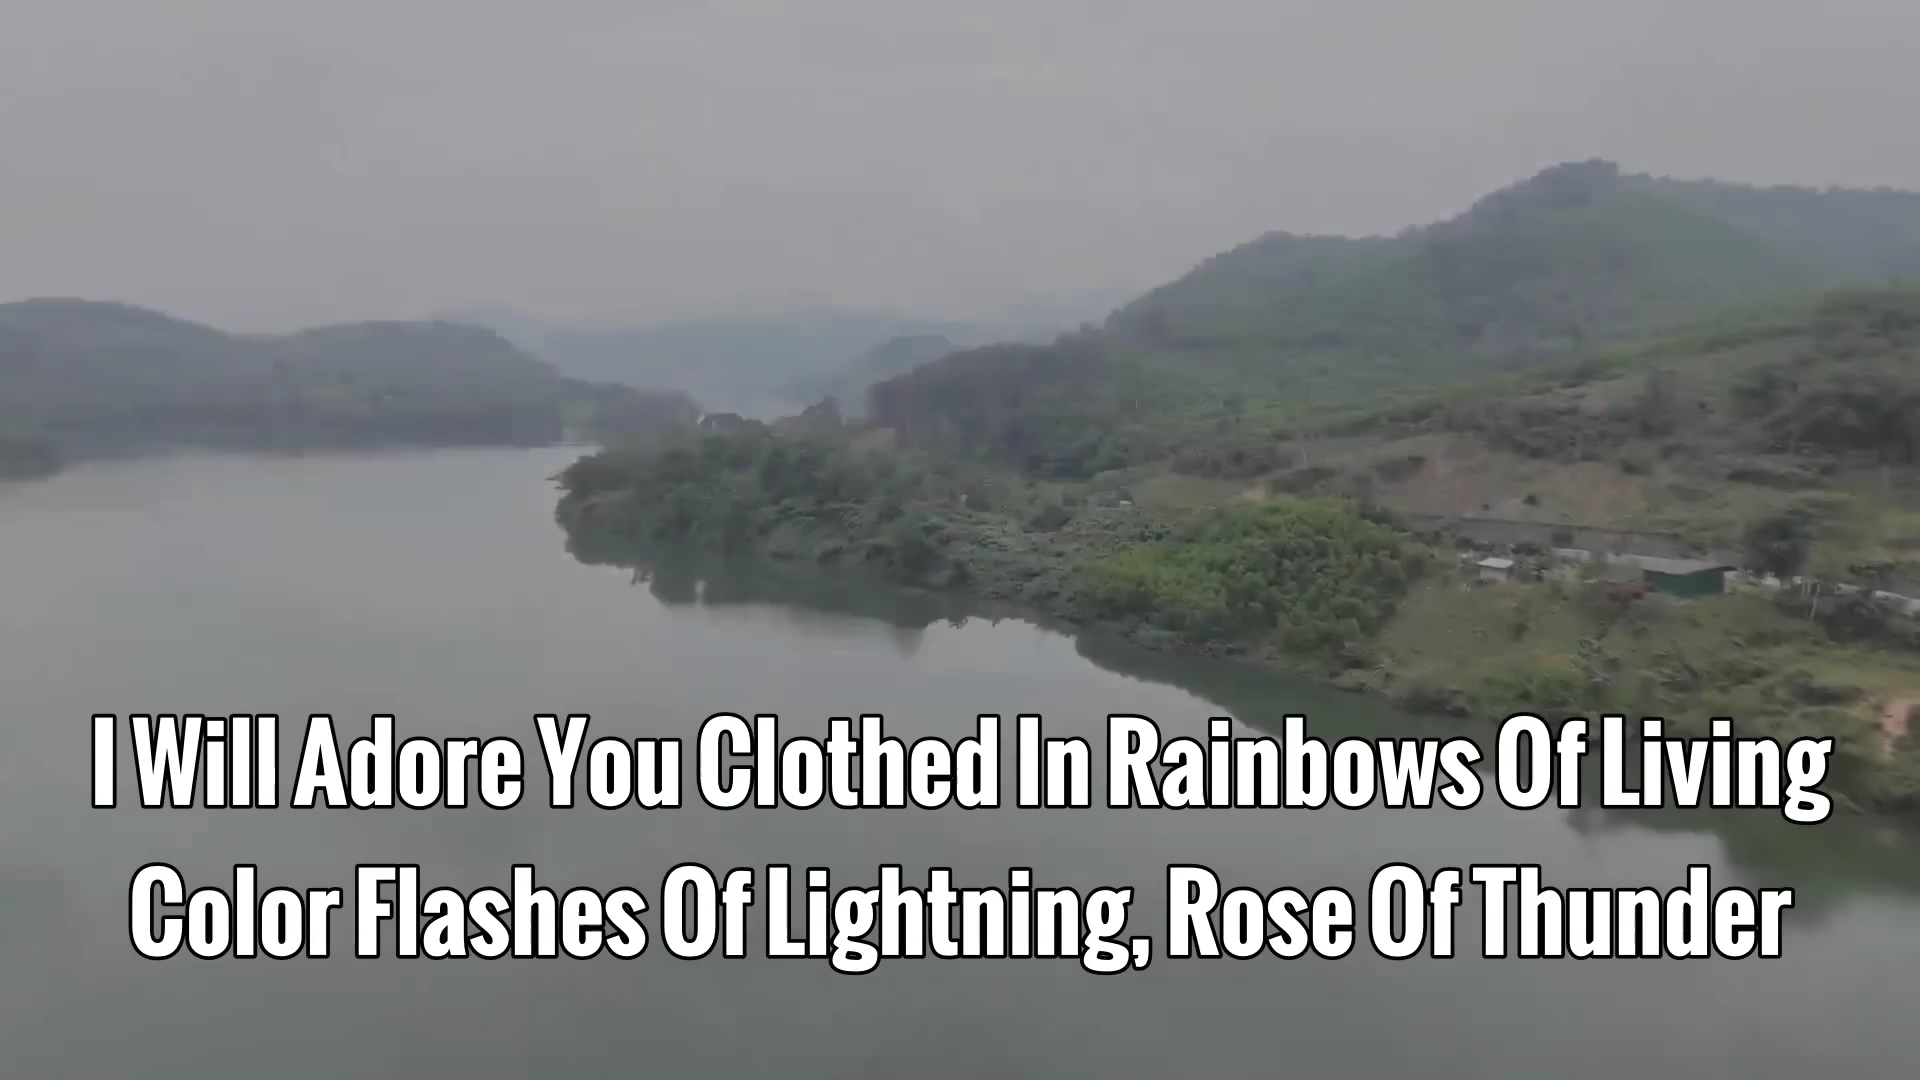 I Will Adore You Clothed In Rainbows Of Living
Color Flashes Of Lightning, Rose Of Thunder